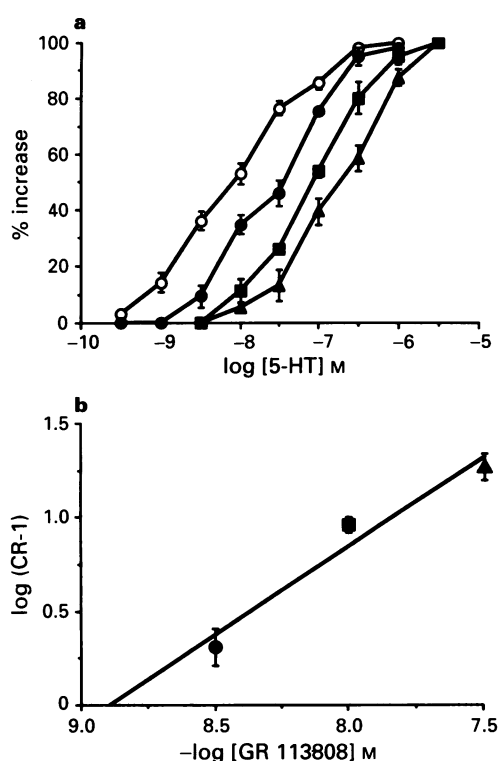 a
100
80
60
40
20
0
% increase
−10 −9 −8 −7 −6 −5
log [5-HT] M
b
1.5
1.0
0.5
0
log (CR-1)
9.0 8.5 8.0 7.5
−log [GR 113808] M